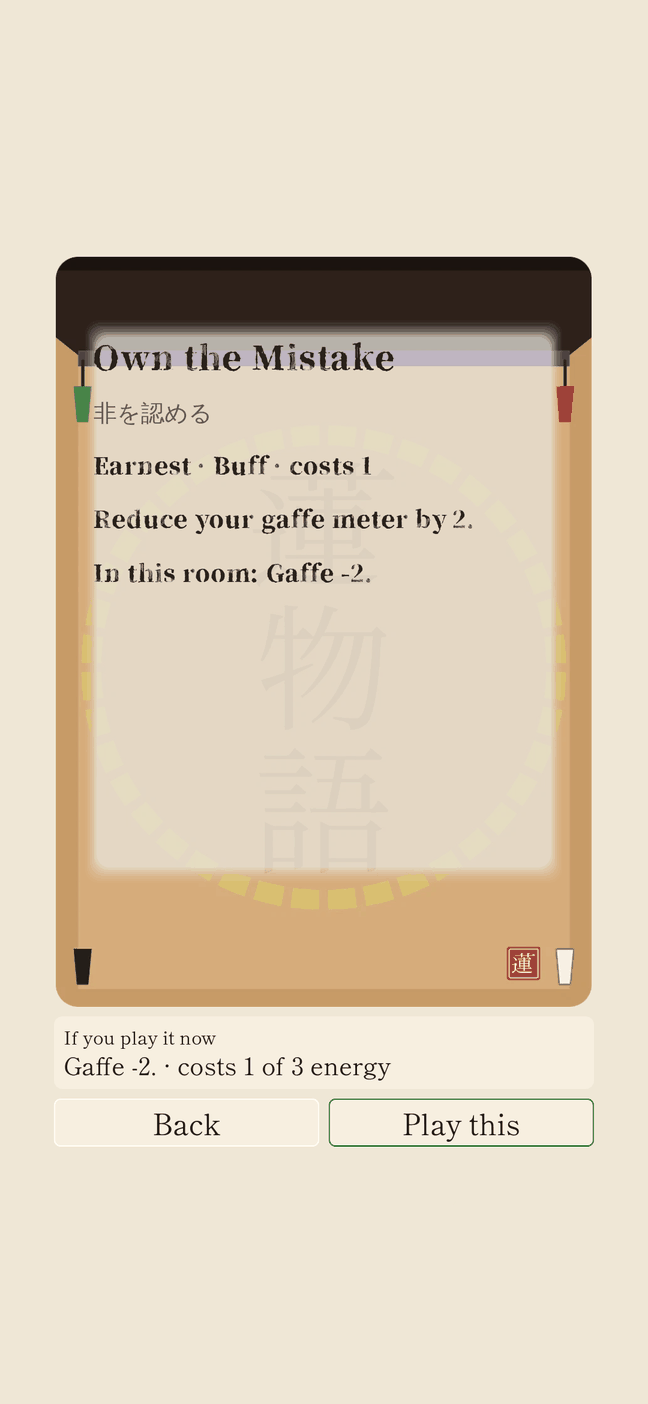 Own the Mistake
非を認める
Earnest · Buff · costs 1
Reduce your gaffe meter by 2.
In this room: Gaffe -2.
蓮
物
語
蓮
If you play it now
Gaffe -2. · costs 1 of 3 energy
Back
Play this